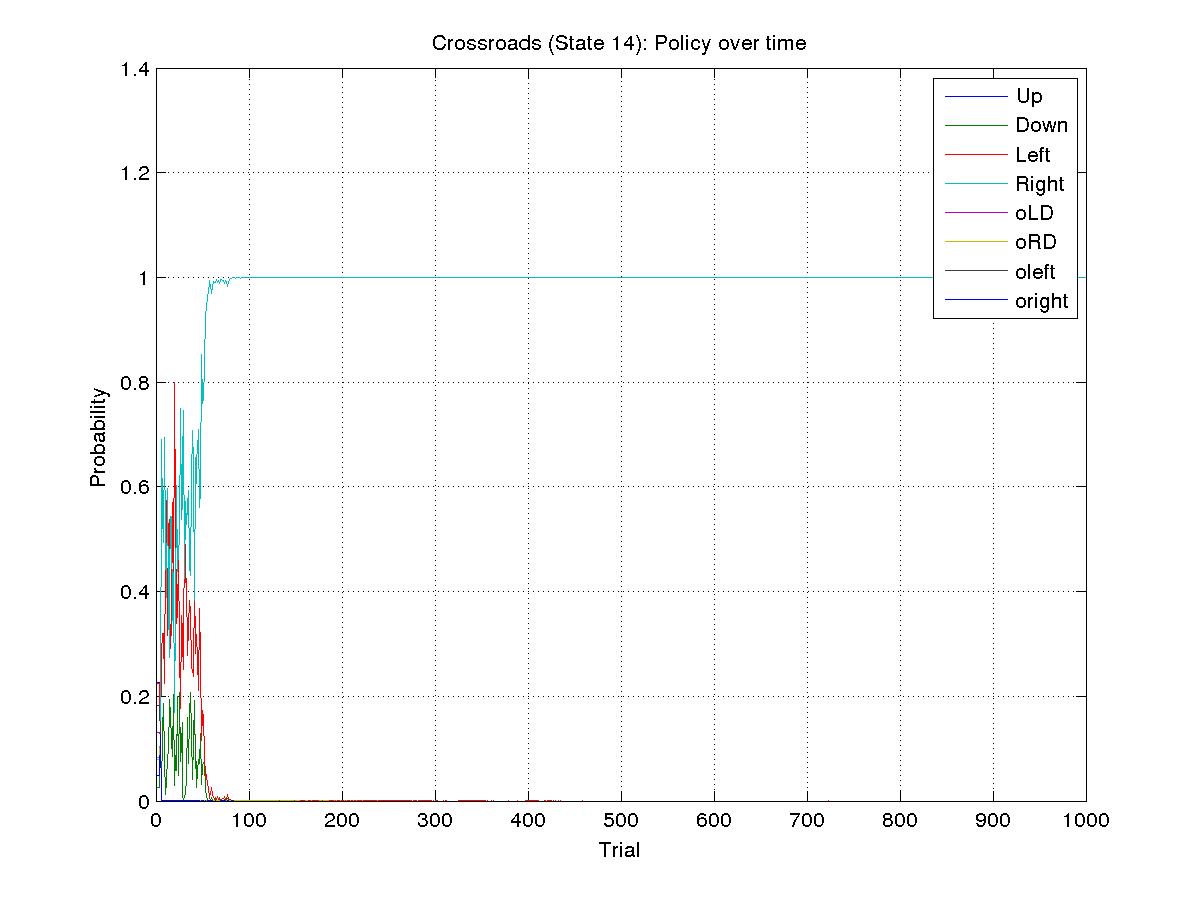 Crossroads (State 14): Policy over time
1.4
1.2
1
0.8
0.6
0.4
0.2
0
Probability
0 100 200 300 400 500 600 700 800 900 1000
Trial
Up
Down
Left
Right
oLD
oRD
oleft
oright